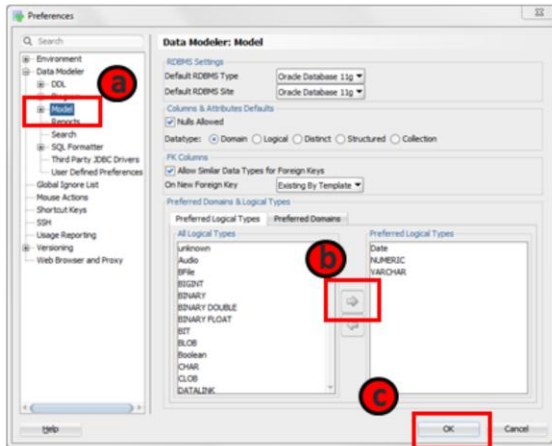 Preferences
Search
Environment
Data Modeler
DDL
Model
Reports
Search
SQL Formatter
Third Party JDBC Drivers
User Defined Preferences
Global Ignore List
Mouse Actions
Shortcut Keys
SSH
Usage Reporting
Versioning
Web Browser and Proxy
a
Data Modeler: Model
RDBMS Settings
Default RDBMS Type Oracle Database 11g
Default RDBMS Site Oracle Database 11g
Columns & Attributes Defaults
Nulls Allowed
Datatype: Domain Logical Distinct Structured Collection
FK Columns
Allow Similar Data Types for Foreign Keys
On New Foreign Key Existing By Template
Preferred Domains & Logical Types
Preferred Logical Types Preferred Domains
All Logical Types
unknown
Audio
BFile
BIGINT
BINARY
BINARY DOUBLE
BINARY FLOAT
BIT
BLOB
Boolean
CHAR
CLOB
DATALINK
b
Preferred Logical Types
Date
NUMERIC
VARCHAR
c
Help
OK
Cancel